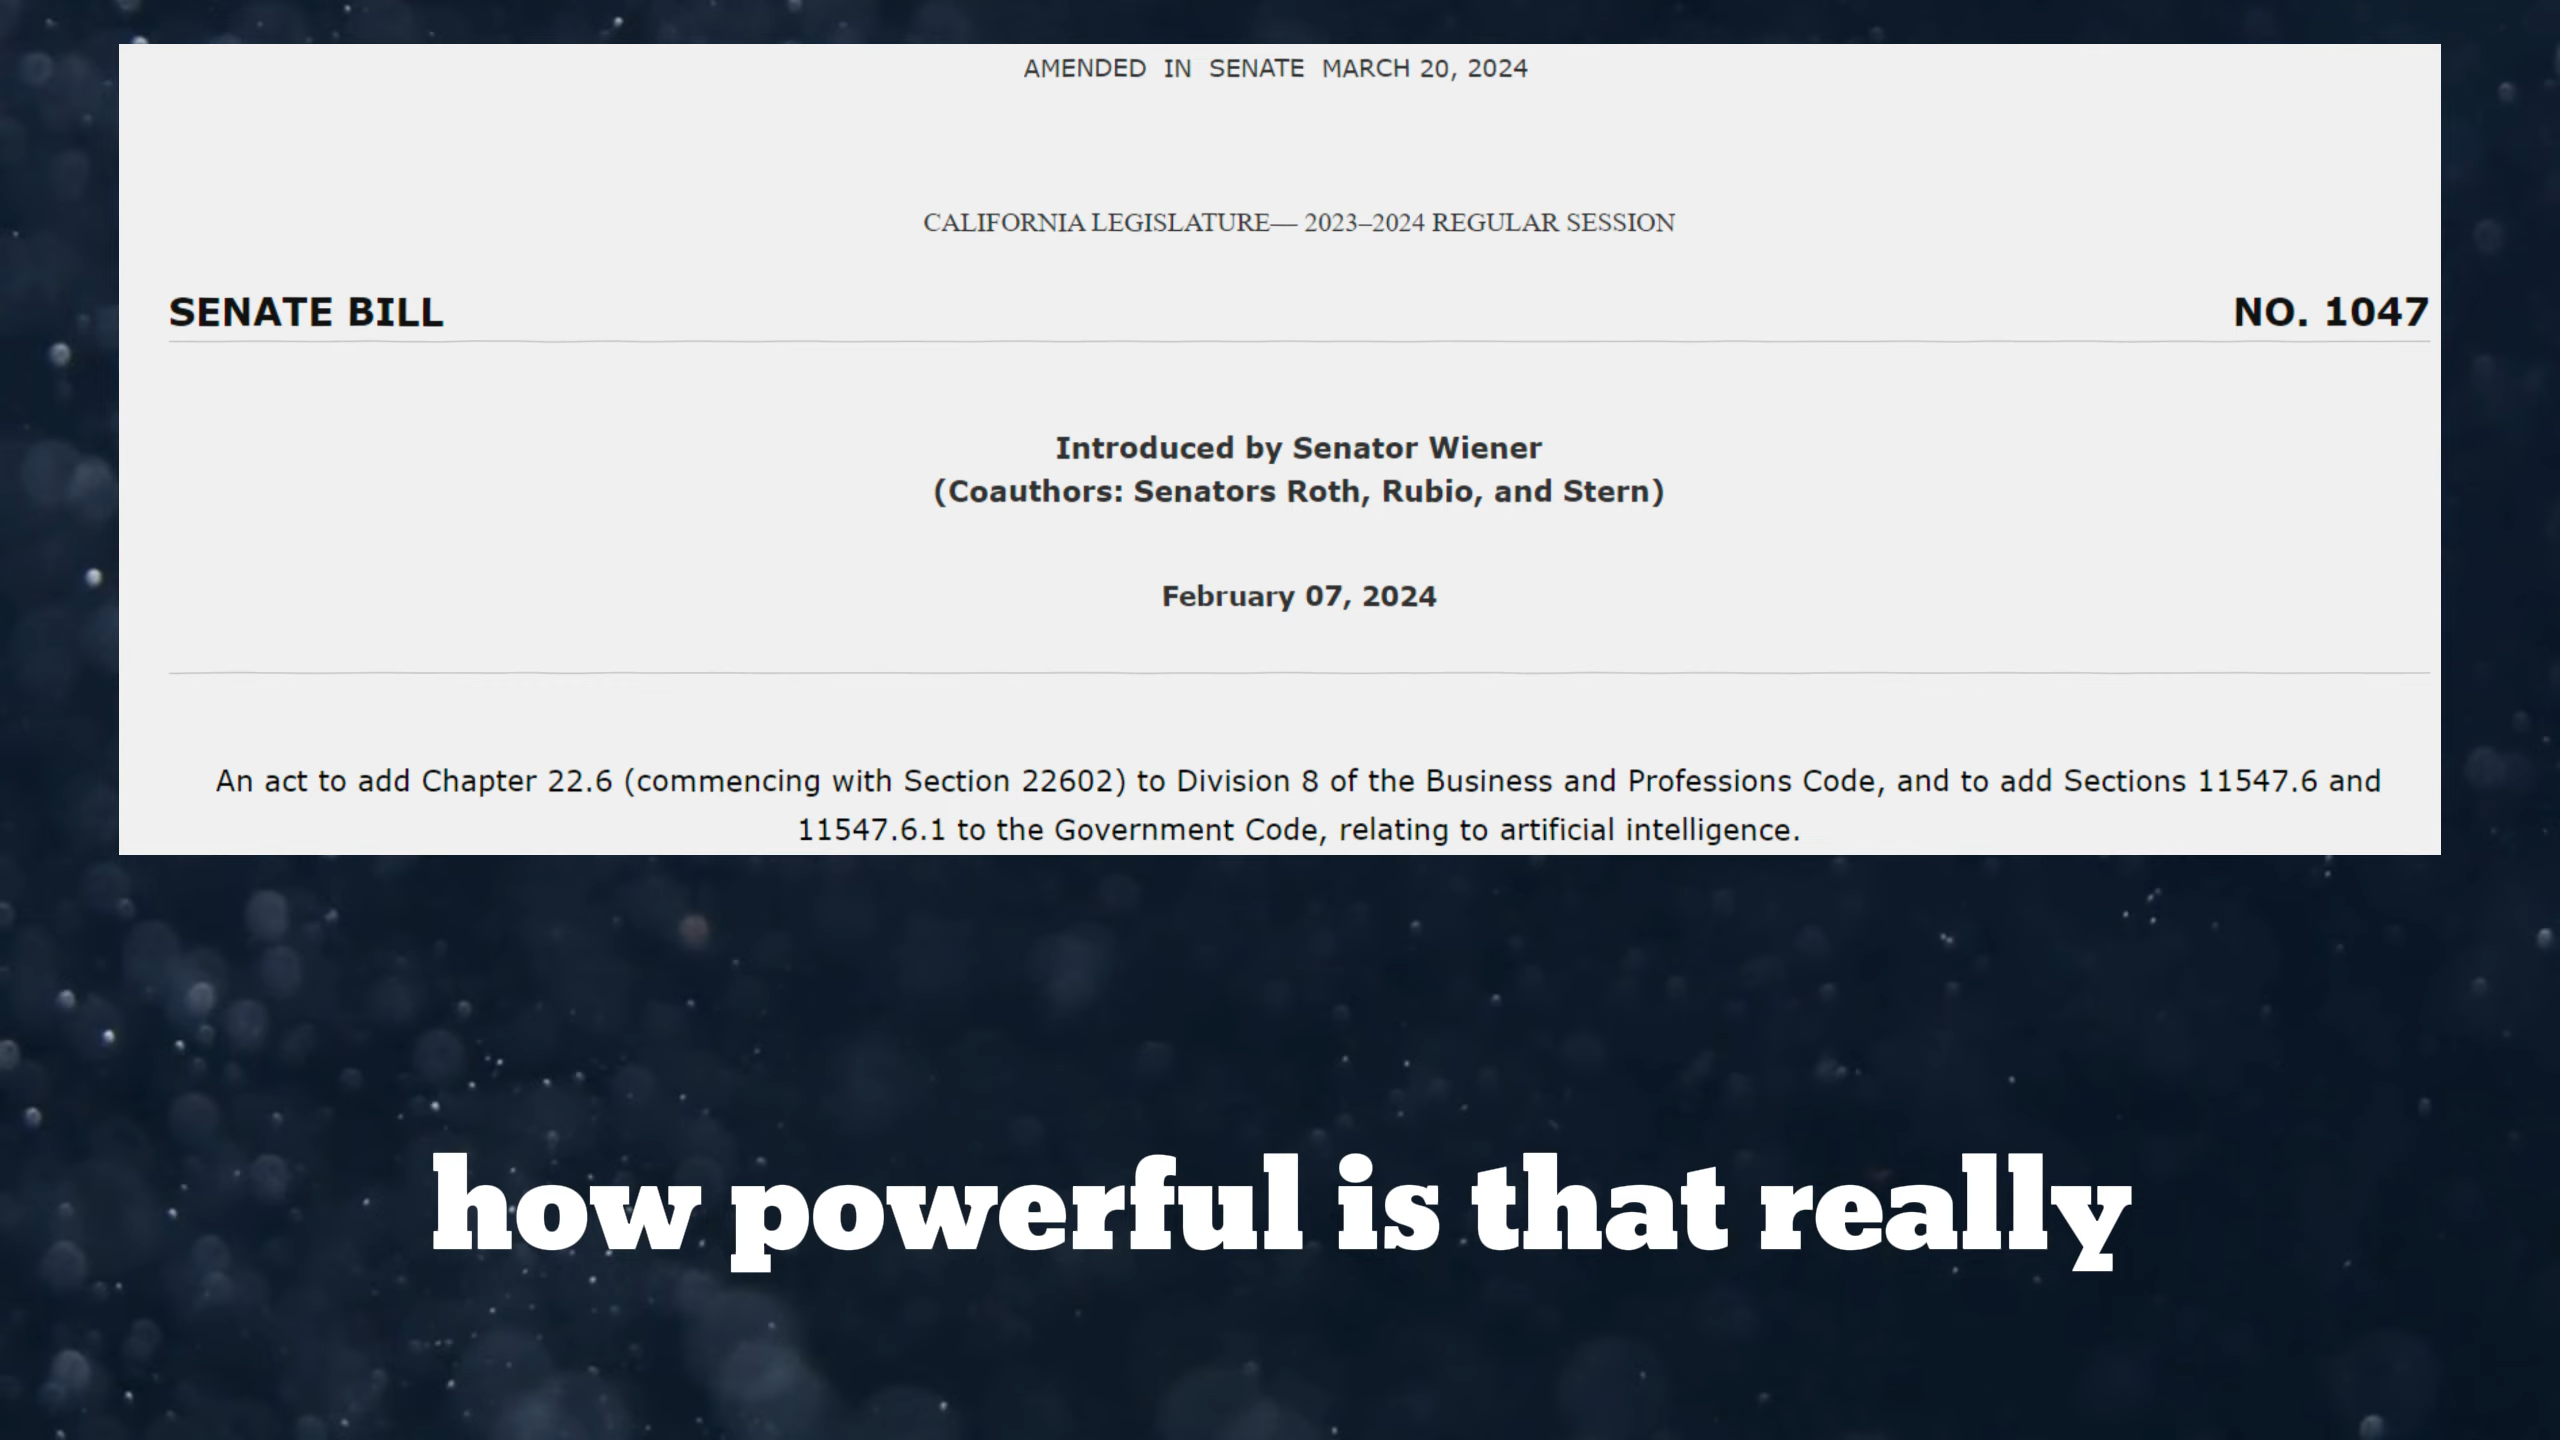 AMENDED IN SENATE MARCH 20, 2024
CALIFORNIA LEGISLATURE— 2023–2024 REGULAR SESSION
SENATE BILL NO. 1047
Introduced by Senator Wiener
(Coauthors: Senators Roth, Rubio, and Stern)
February 07, 2024
An act to add Chapter 22.6 (commencing with Section 22602) to Division 8 of the Business and Professions Code, and to add Sections 11547.6 and
11547.6.1 to the Government Code, relating to artificial intelligence.
how powerful is that really